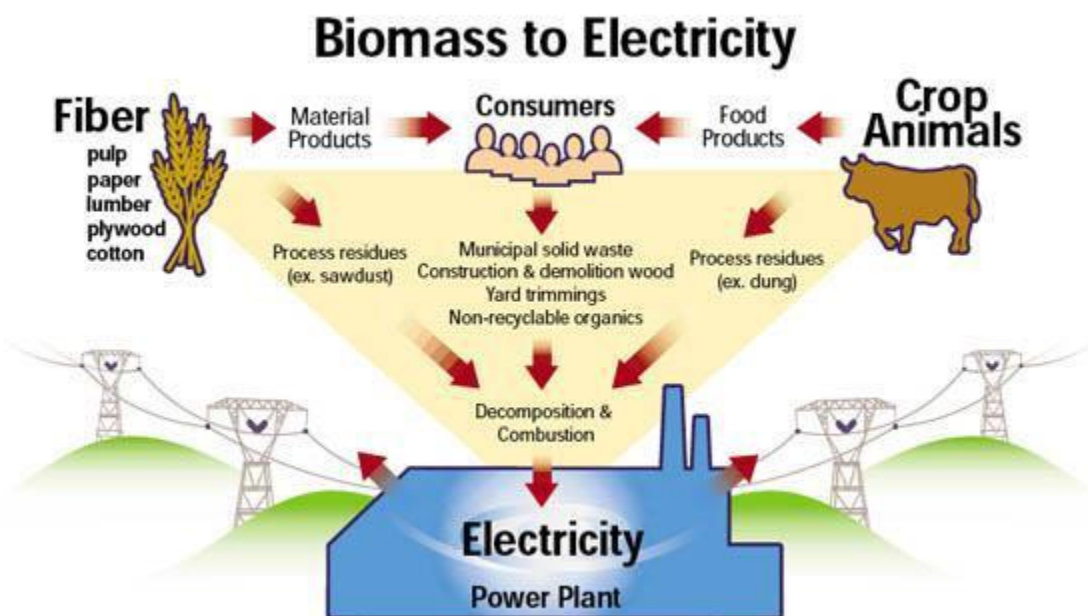 Biomass to Electricity
Fiber
pulp
paper
lumber
plywood
cotton
Material
Products
Consumers
Food
Products
Crop
Animals
Process residues
(ex. sawdust)
Municipal solid waste
Construction & demolition wood
Yard trimmings
Non-recyclable organics
Process residues
(ex. dung)
Decomposition &
Combustion
Electricity
Power Plant